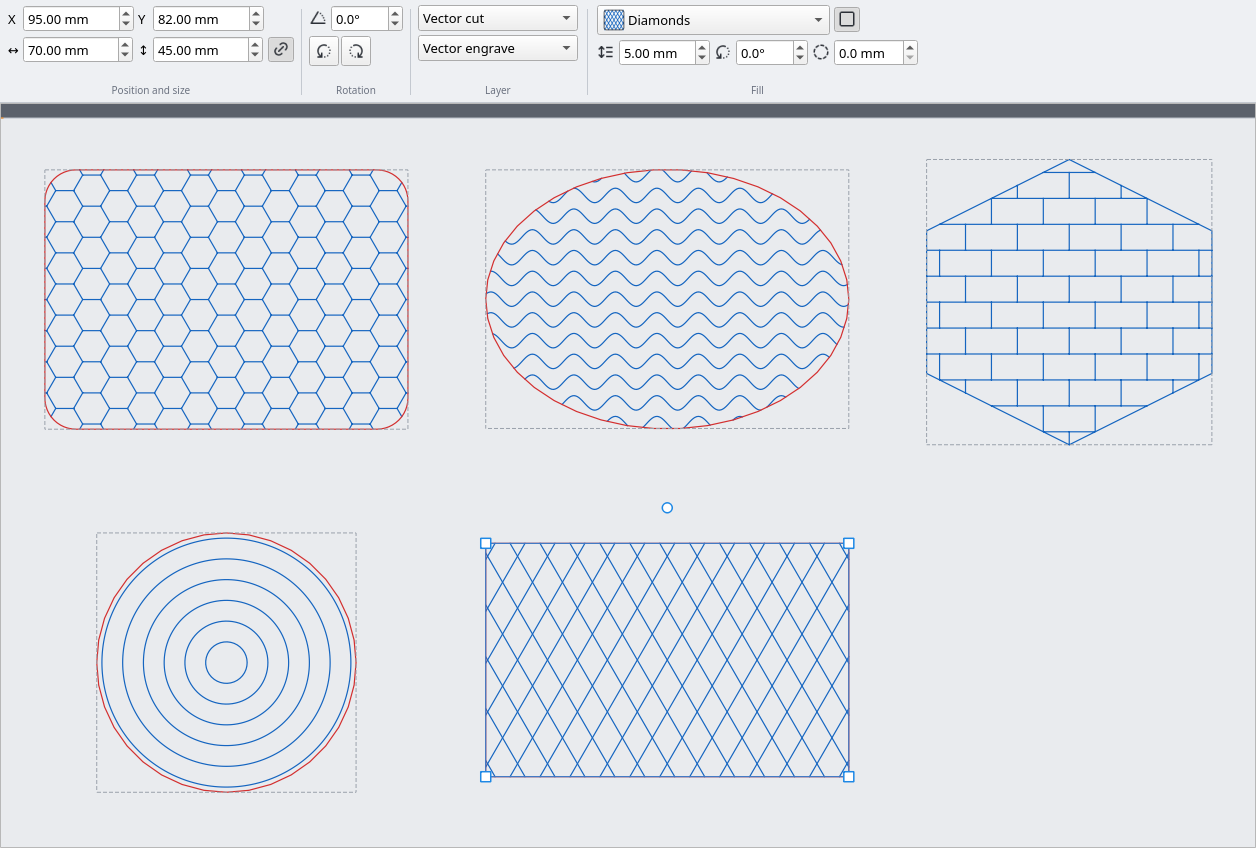 X 95.00 mm Y 82.00 mm 0.0° Vector cut Diamonds
70.00 mm 45.00 mm Vector engrave 5.00 mm 0.0° 0.0 mm
Position and size Rotation Layer Fill